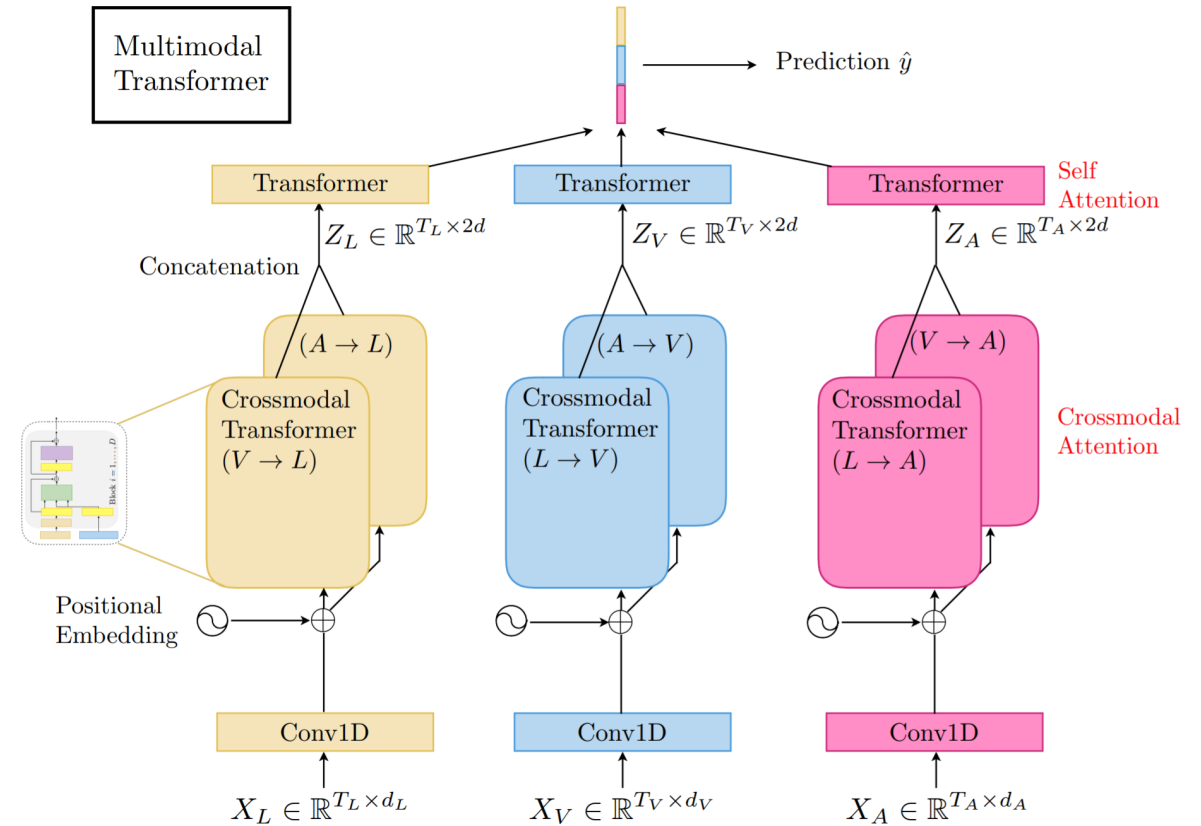 Multimodal
Transformer
Prediction ŷ
Transformer
Transformer
Transformer
Self
Attention
Z_L ∈ ℝ^{T_L×2d}
Z_V ∈ ℝ^{T_V×2d}
Z_A ∈ ℝ^{T_A×2d}
Concatenation
(A → L)
(A → V)
(V → A)
Crossmodal
Transformer
(V → L)
Crossmodal
Transformer
(L → V)
Crossmodal
Transformer
(L → A)
Crossmodal
Attention
Block i = 1, . . . , D
Positional
Embedding
Conv1D
Conv1D
Conv1D
X_L ∈ ℝ^{T_L×d_L}
X_V ∈ ℝ^{T_V×d_V}
X_A ∈ ℝ^{T_A×d_A}